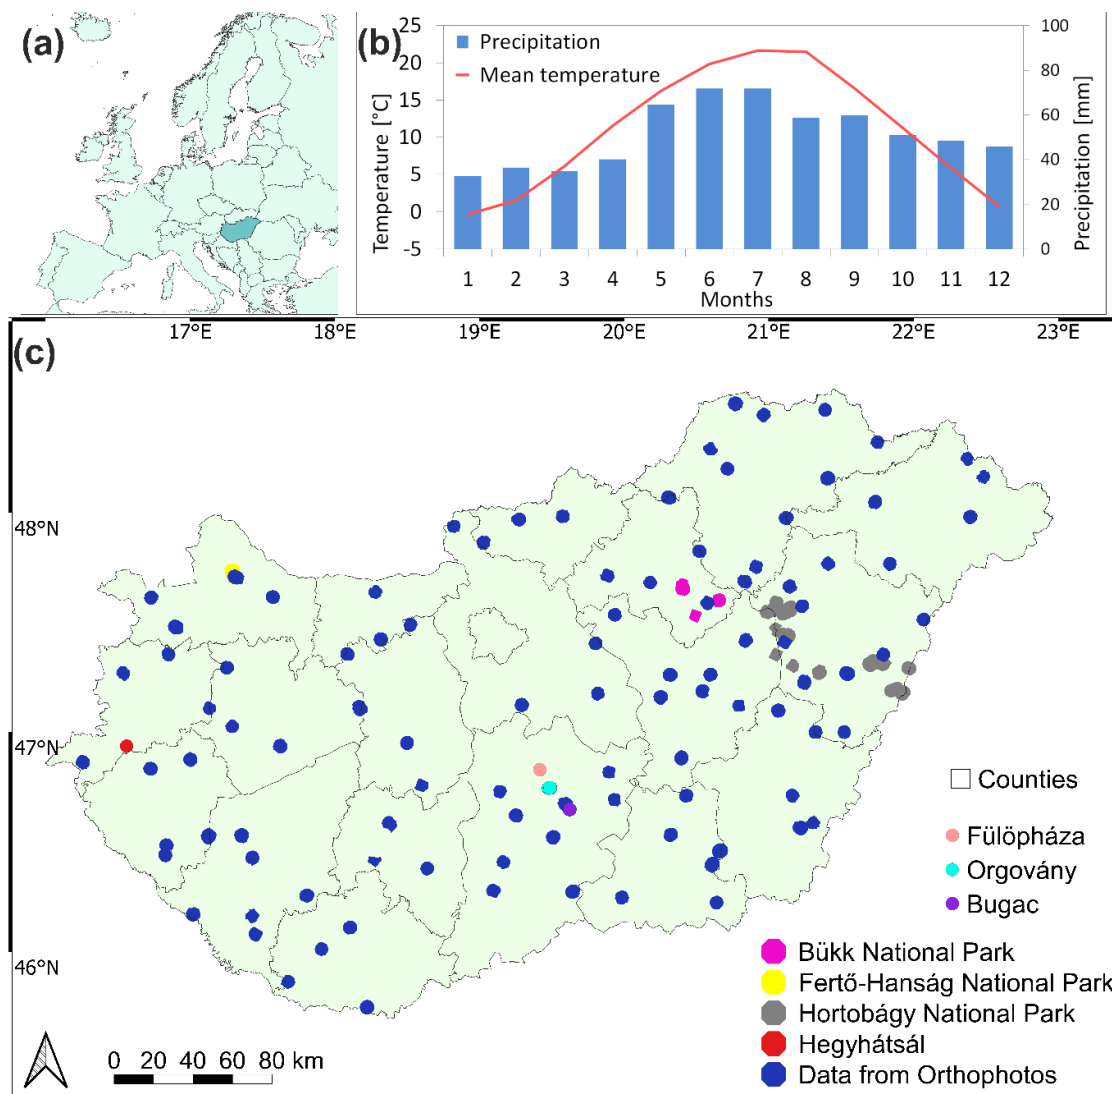 (a)
(b)
Precipitation
Mean temperature
Temperature [°C]
25
20
15
10
5
0
-5
Precipitation [mm]
100
80
60
40
20
0
1 2 3 4 5 6 7 8 9 10 11 12
Months
17°E 18°E 19°E 20°E 21°E 22°E 23°E
(c)
48°N
47°N
46°N
Counties
Fülöpháza
Orgovány
Bugac
Bükk National Park
Fertő-Hanság National Park
Hortobágy National Park
Hegyhátsál
Data from Orthophotos
0 20 40 60 80 km